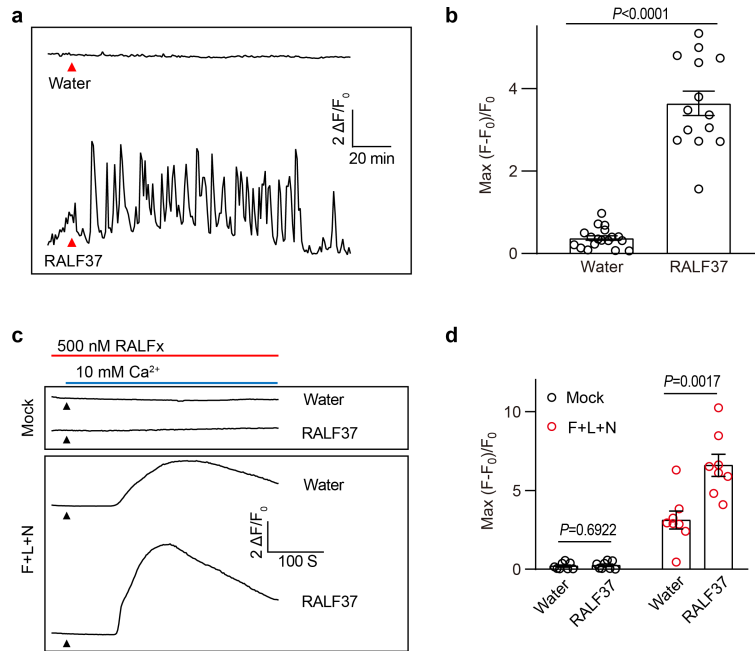 a
Water
RALF37
2 ΔF/F0
20 min
b
P<0.0001
Max (F-F0)/F0
4
2
0
Water
RALF37
c
500 nM RALFx
10 mM Ca2+
Mock
Water
RALF37
F+L+N
Water
RALF37
2 ΔF/F0
100 S
d
Mock
F+L+N
P=0.0017
P=0.6922
Max (F-F0)/F0
10
5
0
Water
RALF37
Water
RALF37